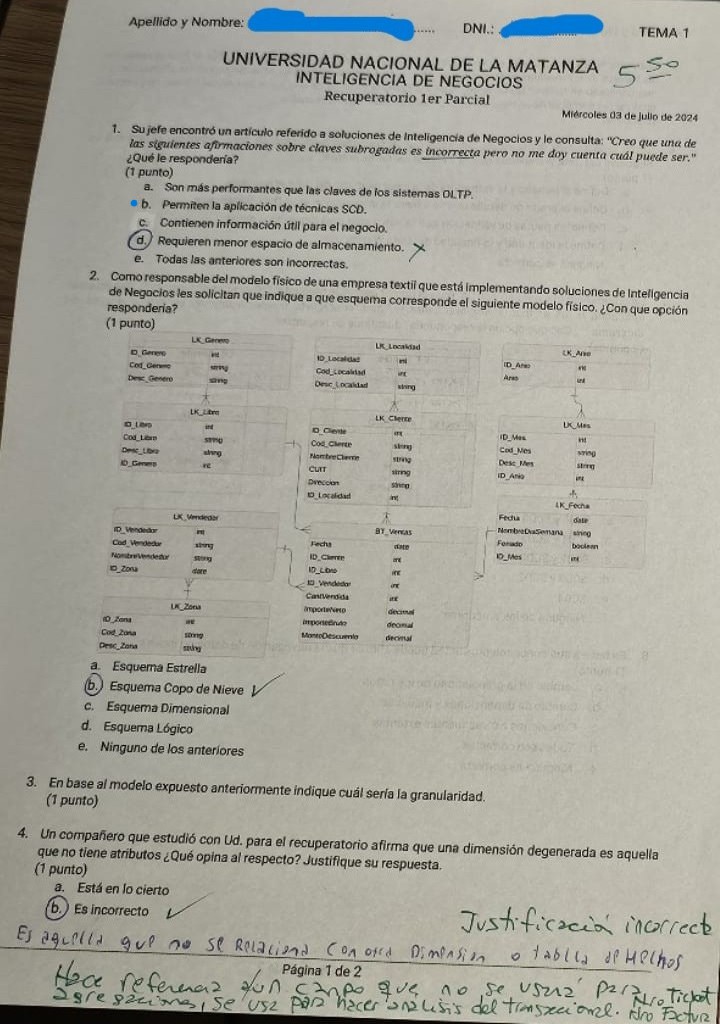 Apellido y Nombre: ...... DNI.: TEMA 1
UNIVERSIDAD NACIONAL DE LA MATANZA
INTELIGENCIA DE NEGOCIOS
5 50
Recuperatorio 1er Parcial
Miércoles 03 de julio de 2024
1. Su jefe encontró un artículo referido a soluciones de Inteligencia de Negocios y le consulta: "Creo que una de
las siguientes afirmaciones sobre claves subrogadas es incorrecta pero no me doy cuenta cuál puede ser."
¿Qué le respondería?
(1 punto)
a. Son más performantes que las claves de los sistemas OLTP.
b. Permiten la aplicación de técnicas SCD.
c. Contienen información útil para el negocio.
d. Requieren menor espacio de almacenamiento.
e. Todas las anteriores son incorrectas.
2. Como responsable del modelo físico de una empresa textil que está implementando soluciones de Inteligencia
de Negocios les solicitan que indique a que esquema corresponde el siguiente modelo físico. ¿Con que opción
respondería?
(1 punto)
LK_Genero
ID_Genero int
Cod_Genero string
Desc_Genero string
LK_Localidad
ID_Localidad int
Cod_Localidad int
Desc_Localidad string
LK_Anio
ID_Anio int
Anio int
LK_Libro
ID_Libro int
Cod_Libro string
Desc_Libro string
ID_Genero int
LK_Cliente
ID_Cliente int
Cod_Cliente string
NombreCliente string
CUIT string
Direccion string
ID_Localidad int
LK_Mes
ID_Mes int
Cod_Mes string
Desc_Mes string
ID_Anio int
LK_Vendedor
ID_Vendedor int
Cod_Vendedor string
NombreVendedor string
ID_Zona date
BT_Ventas
Fecha date
ID_Cliente int
ID_Libro int
ID_Vendedor int
CantVendida int
ImporteNeto decimal
ImporteBruto decimal
MontoDescuento decimal
LK_Fecha
Fecha date
NombreDiaSemana string
Feriado boolean
ID_Mes int
LK_Zona
ID_Zona int
Cod_Zona string
Desc_Zona string
a. Esquema Estrella
b. Esquema Copo de Nieve
c. Esquema Dimensional
d. Esquema Lógico
e. Ninguno de los anteriores
3. En base al modelo expuesto anteriormente indique cuál sería la granularidad.
(1 punto)
4. Un compañero que estudió con Ud. para el recuperatorio afirma que una dimensión degenerada es aquella
que no tiene atributos ¿Qué opina al respecto? Justifique su respuesta.
(1 punto)
a. Está en lo cierto
b. Es incorrecto
Justificación incorrecta
Es aquella que no se relaciona con otra Dimensión o tabla de Hechos
Página 1 de 2
Hace referencia a un campo que no se usará para Nro Ticket
agregaciones, se usa para hacer analisis del transaccional. Nro Factura